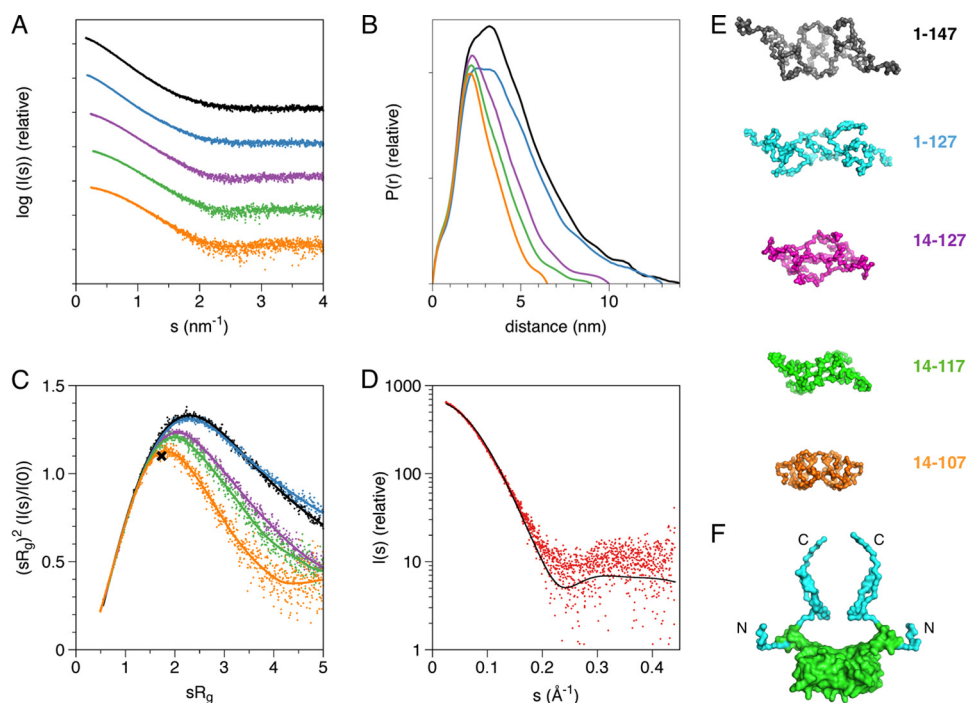 A
log (I(s)) (relative)
0
1
2
3
4
s (nm⁻¹)
B
P(r) (relative)
0
5
10
distance (nm)
C
(sRg)² (I(s)/I(0))
1.5
1.0
0.5
0
0
1
2
3
4
5
sRg
D
I(s) (relative)
1000
100
10
1
0
0.1
0.2
0.3
0.4
s (Å⁻¹)
E
1-147
1-127
14-127
14-117
14-107
F
C
C
N
N